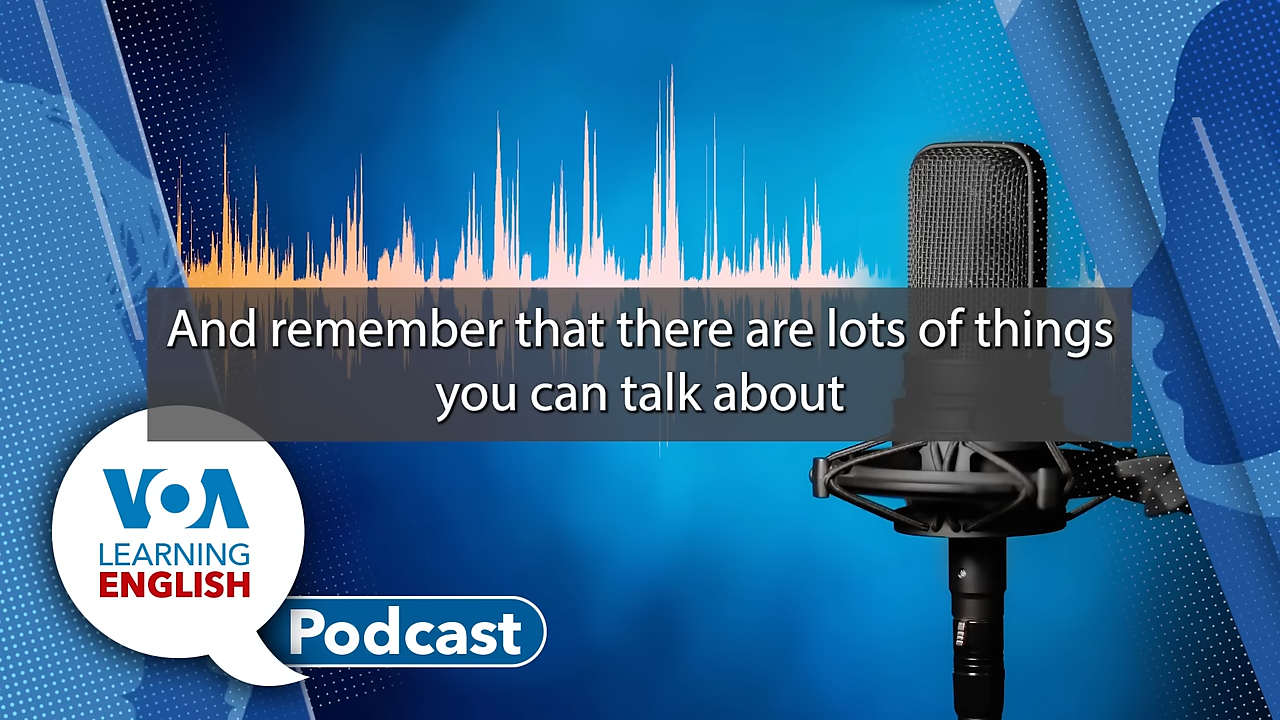 And remember that there are lots of things
you can talk about
VOA
LEARNING
ENGLISH
Podcast